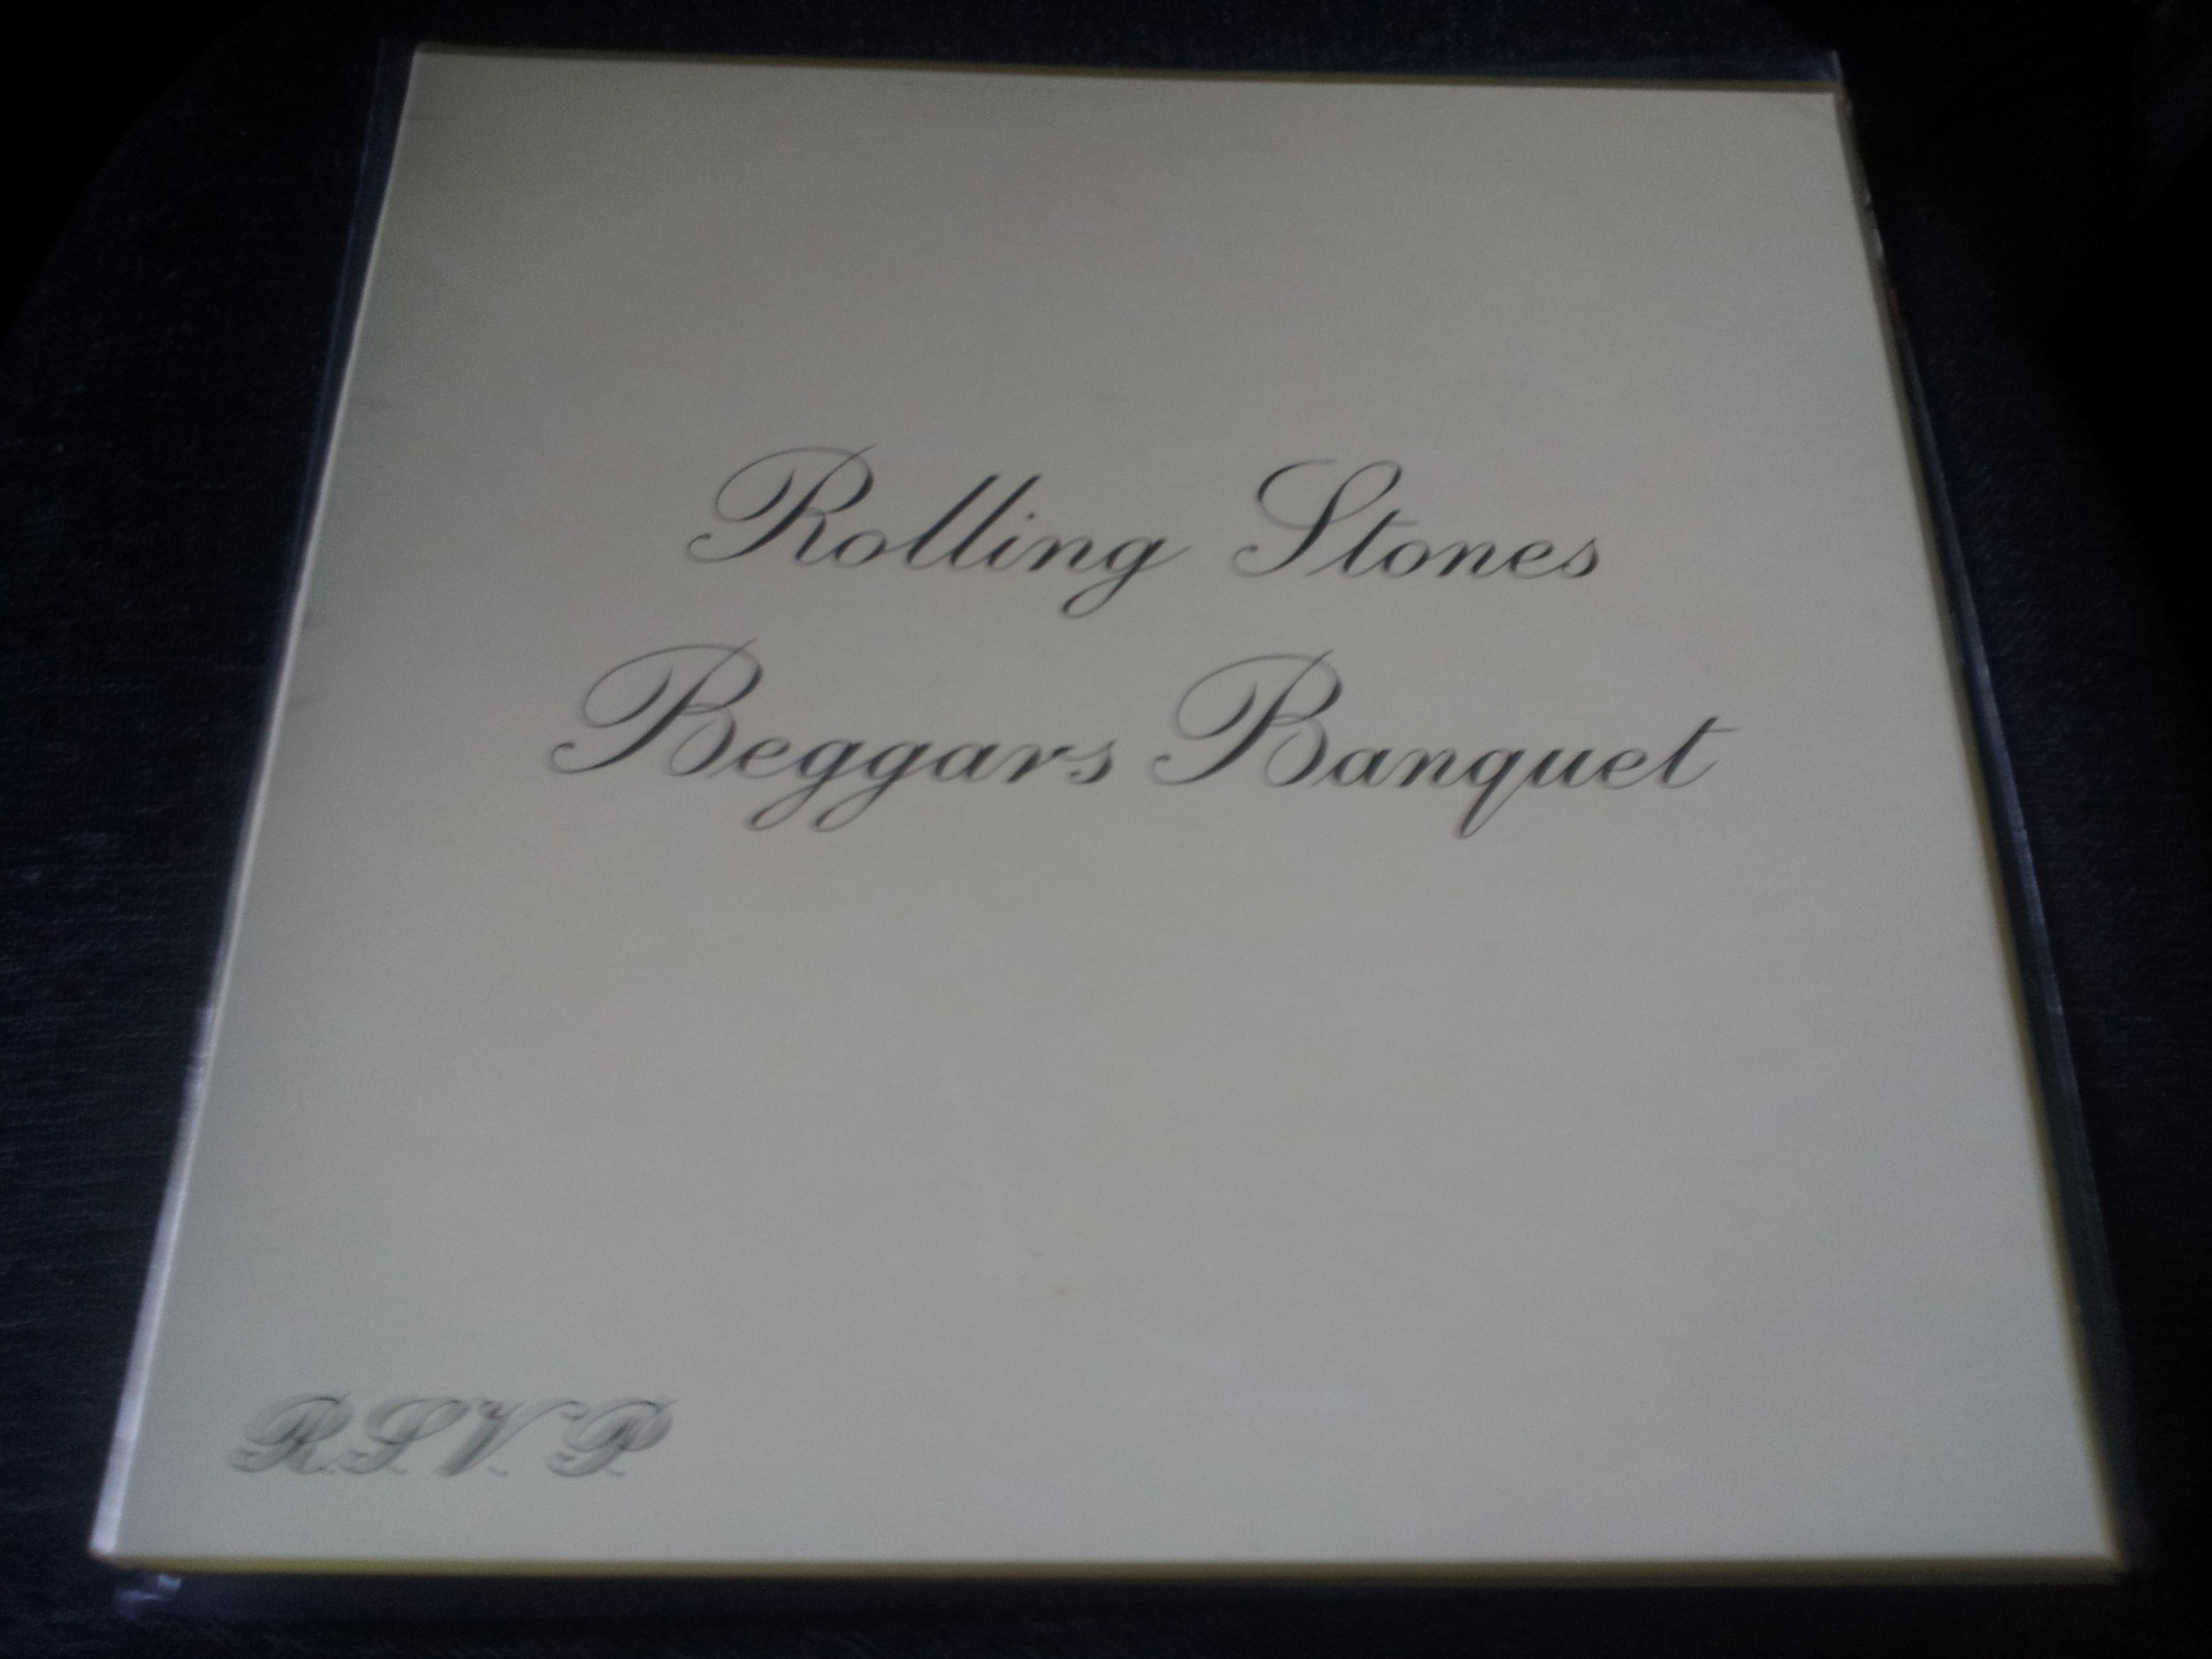 Rolling Stones
Beggars Banquet
R.S.V.P